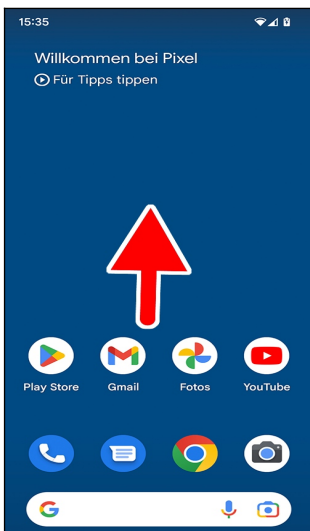 15:35
Willkommen bei Pixel
Für Tipps tippen
Play Store
Gmail
Fotos
YouTube